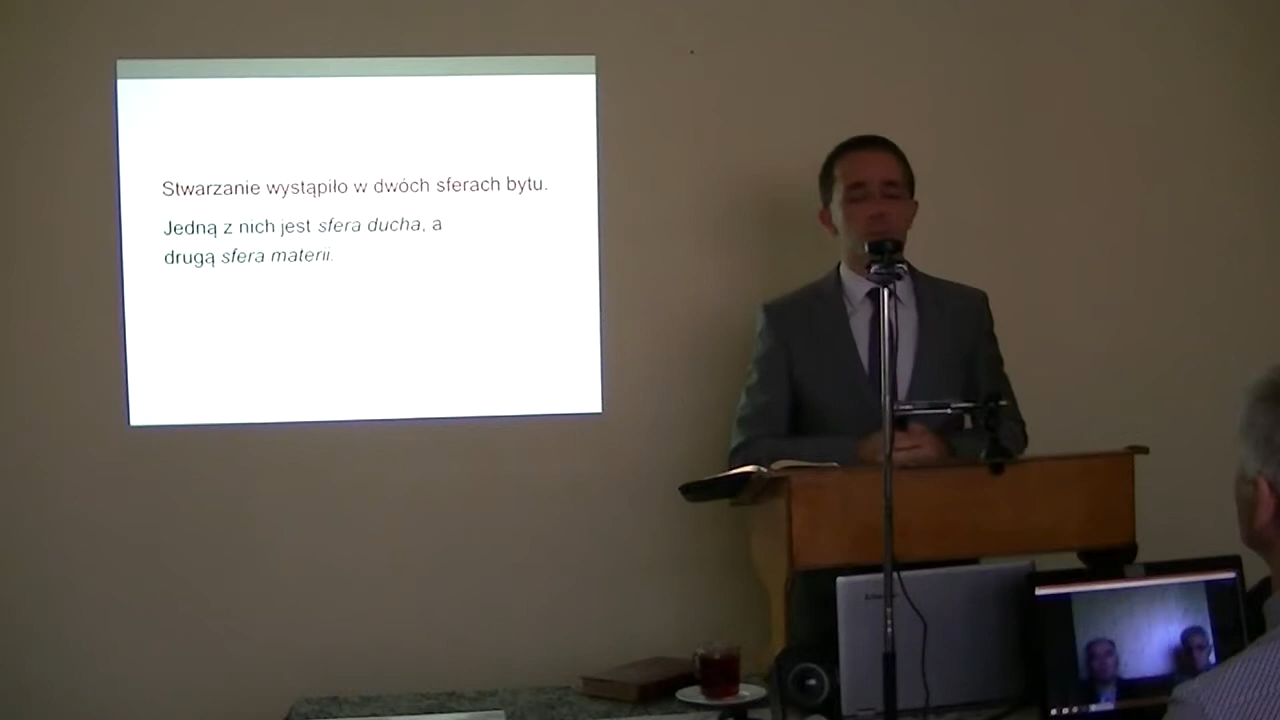 Stwarzanie wystąpiło w dwóch sferach bytu.
Jedną z nich jest sfera ducha, a
drugą sfera materii.